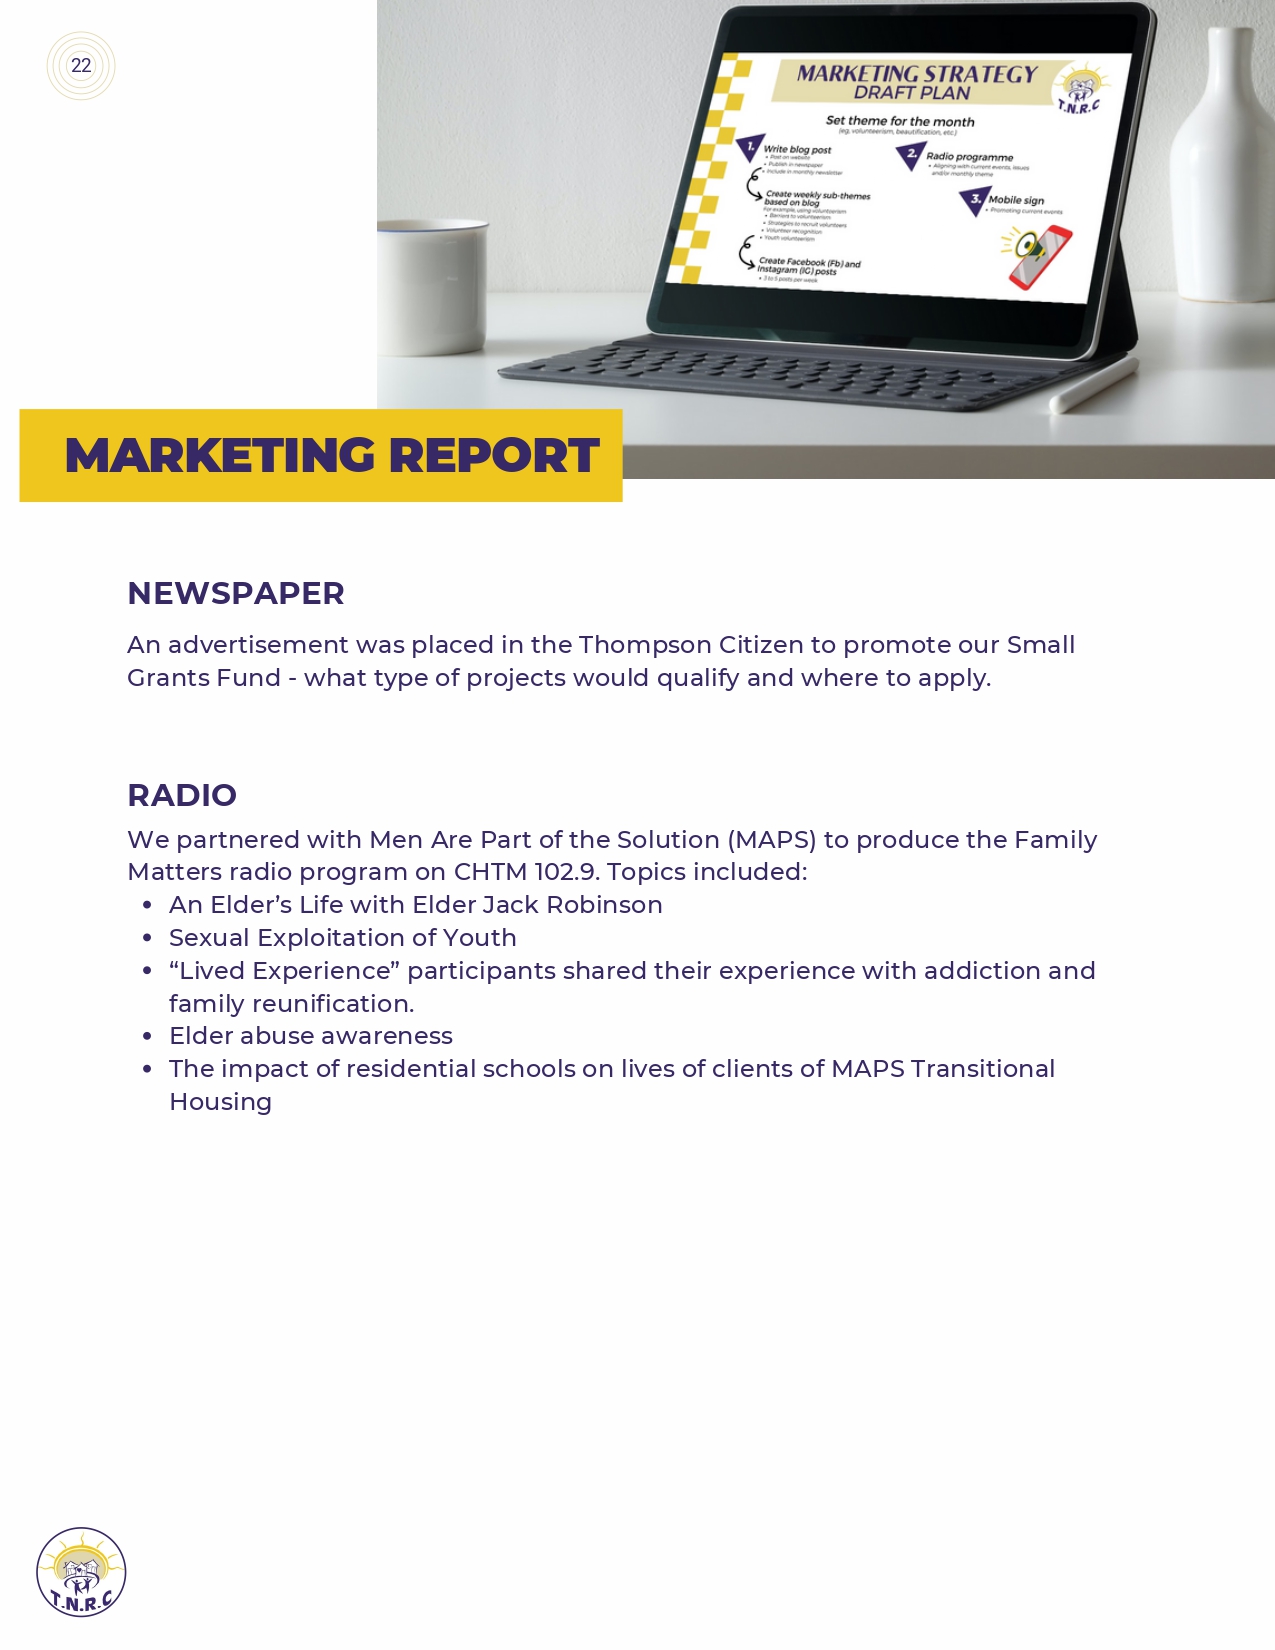 22
MARKETING STRATEGY
DRAFT PLAN
T.N.R.C
Set theme for the month
(eg, volunteerism, beautification, etc.)
1.
Write blog post
• Post on website
• Publish in newspaper
• Include in monthly newsletter
Create weekly sub-themes
based on blog
For example, using volunteerism
• Barriers to volunteerism
• Strategies to recruit volunteers
• Volunteer recognition
• Youth volunteerism
Create Facebook (Fb) and
Instagram (IG) posts
• 3 to 5 posts per week
2.
Radio programme
• Aligning with current events, issues
and/or monthly theme
3.
Mobile sign
• Promoting current events
MARKETING REPORT
NEWSPAPER
An advertisement was placed in the Thompson Citizen to promote our Small
Grants Fund - what type of projects would qualify and where to apply.
RADIO
We partnered with Men Are Part of the Solution (MAPS) to produce the Family
Matters radio program on CHTM 102.9. Topics included:
• An Elder’s Life with Elder Jack Robinson
• Sexual Exploitation of Youth
• “Lived Experience” participants shared their experience with addiction and
family reunification.
• Elder abuse awareness
• The impact of residential schools on lives of clients of MAPS Transitional
Housing
T.N.R.C